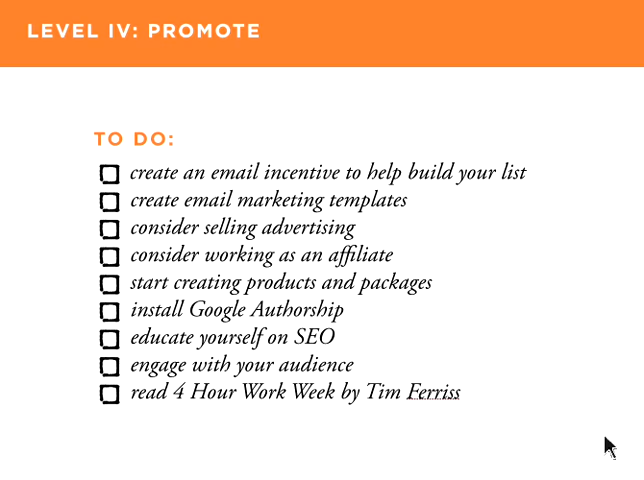 LEVEL IV: PROMOTE
TO DO:
create an email incentive to help build your list
create email marketing templates
consider selling advertising
consider working as an affiliate
start creating products and packages
install Google Authorship
educate yourself on SEO
engage with your audience
read 4 Hour Work Week by Tim Ferriss